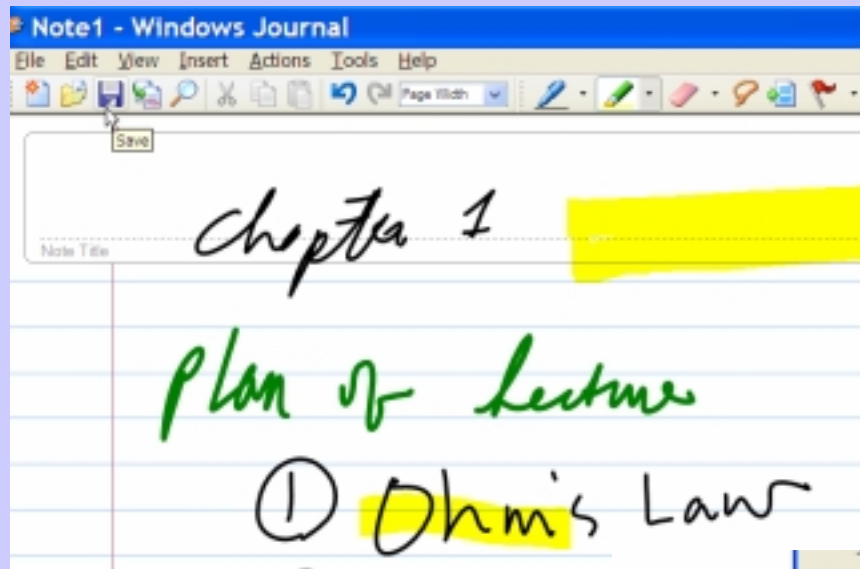 Note1 - Windows Journal
File Edit View Insert Actions Tools Help
Page Width
Save
Chapter 1
Note Title
Plan of Lecture
① Ohm's Law